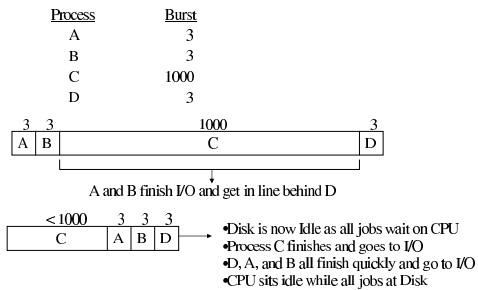 Process Burst
A 3
B 3
C 1000
D 3
3 3 1000 3
A B C D
A and B finish I/O and get in line behind D
<1000 3 3 3
C A B D
•Disk is now Idle as all jobs wait on CPU
•Process C finishes and goes to I/O
•D, A, and B all finish quickly and go to I/O
•CPU sits idle while all jobs at Disk